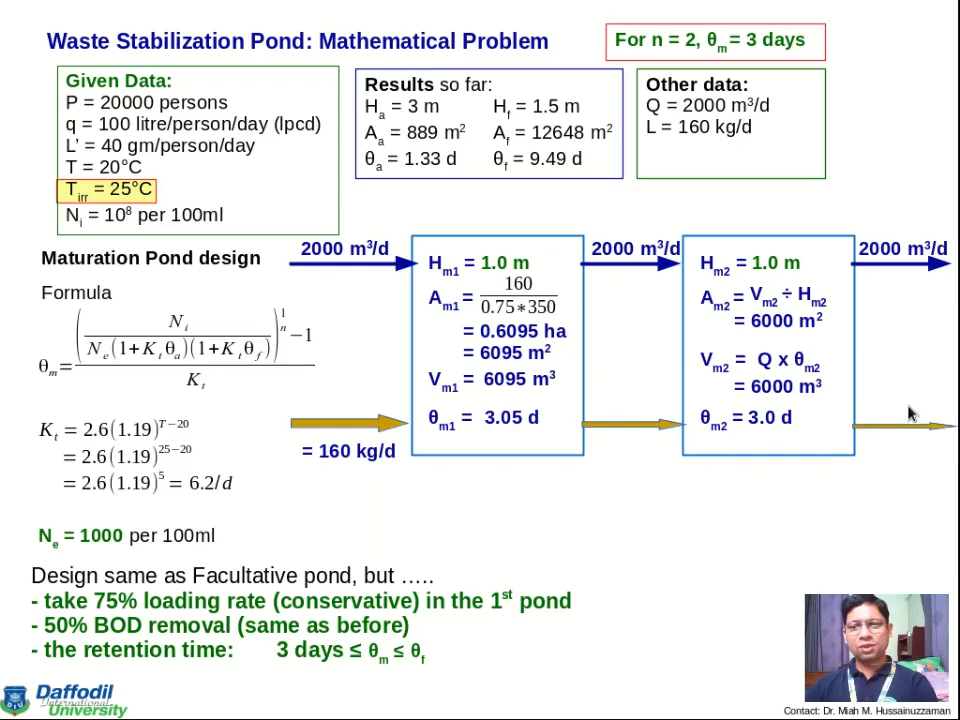 Waste Stabilization Pond: Mathematical Problem
For n = 2, θm = 3 days
Given Data:
P = 20000 persons
q = 100 litre/person/day (lpcd)
L' = 40 gm/person/day
T = 20°C
Tirr = 25°C
Ni = 10⁸ per 100ml
Results so far:
Ha = 3 m Hf = 1.5 m
Aa = 889 m² Af = 12648 m²
θa = 1.33 d θf = 9.49 d
Other data:
Q = 2000 m³/d
L = 160 kg/d
Maturation Pond design
Formula
θm = ((Ni / (Ne(1+Ktθa)(1+Ktθf)))^(1/n) − 1) / Kt
Kt = 2.6(1.19)^(T−20)
= 2.6(1.19)^(25−20)
= 2.6(1.19)⁵ = 6.2/d
Ne = 1000 per 100ml
2000 m³/d
= 160 kg/d
Hm1 = 1.0 m
Am1 = 160 / 0.75∗350
= 0.6095 ha
= 6095 m²
Vm1 = 6095 m³
θm1 = 3.05 d
2000 m³/d
Hm2 = 1.0 m
Am2 = Vm2 ÷ Hm2
= 6000 m²
Vm2 = Q x θm2
= 6000 m³
θm2 = 3.0 d
2000 m³/d
Design same as Facultative pond, but …..
- take 75% loading rate (conservative) in the 1st pond
- 50% BOD removal (same as before)
- the retention time: 3 days ≤ θm ≤ θf
Daffodil
International
University
Contact: Dr. Miah M. Hussainuzzaman